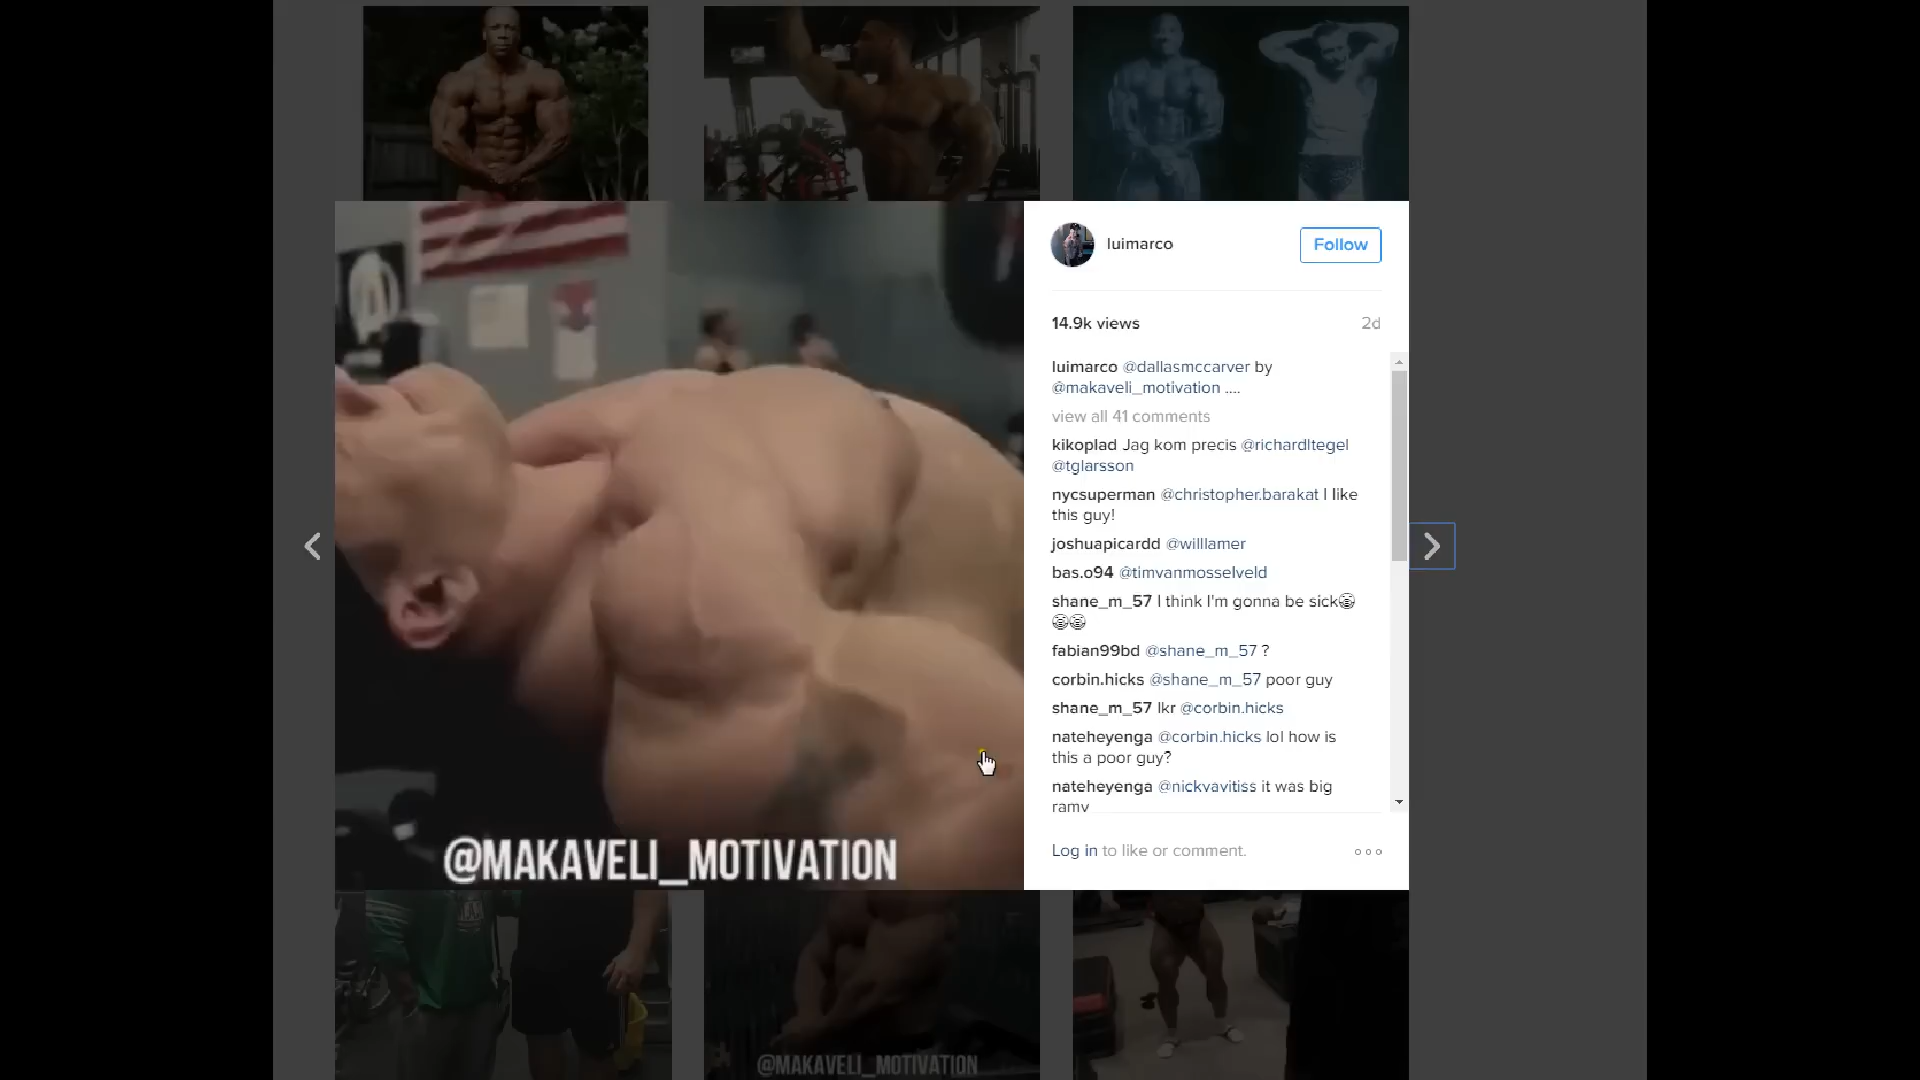 luimarco
Follow
14.9k views
2d
luimarco @dallasmccarver by
@makaveli_motivation ....
view all 41 comments
kikoplad Jag kom precis @richardltegel
@tglarsson
nycsuperman @christopher.barakat I like
this guy!
joshuapicardd @willlamer
bas.o94 @timvanmosselveld
shane_m_57 I think I'm gonna be sick😭
😭😭
fabian99bd @shane_m_57 ?
corbin.hicks @shane_m_57 poor guy
shane_m_57 Ikr @corbin.hicks
nateheyenga @corbin.hicks lol how is
this a poor guy?
nateheyenga @nickvavitiss it was big
ramy
Log in to like or comment.
@MAKAVELI_MOTIVATION
@MAKAVELI_MOTIVATION